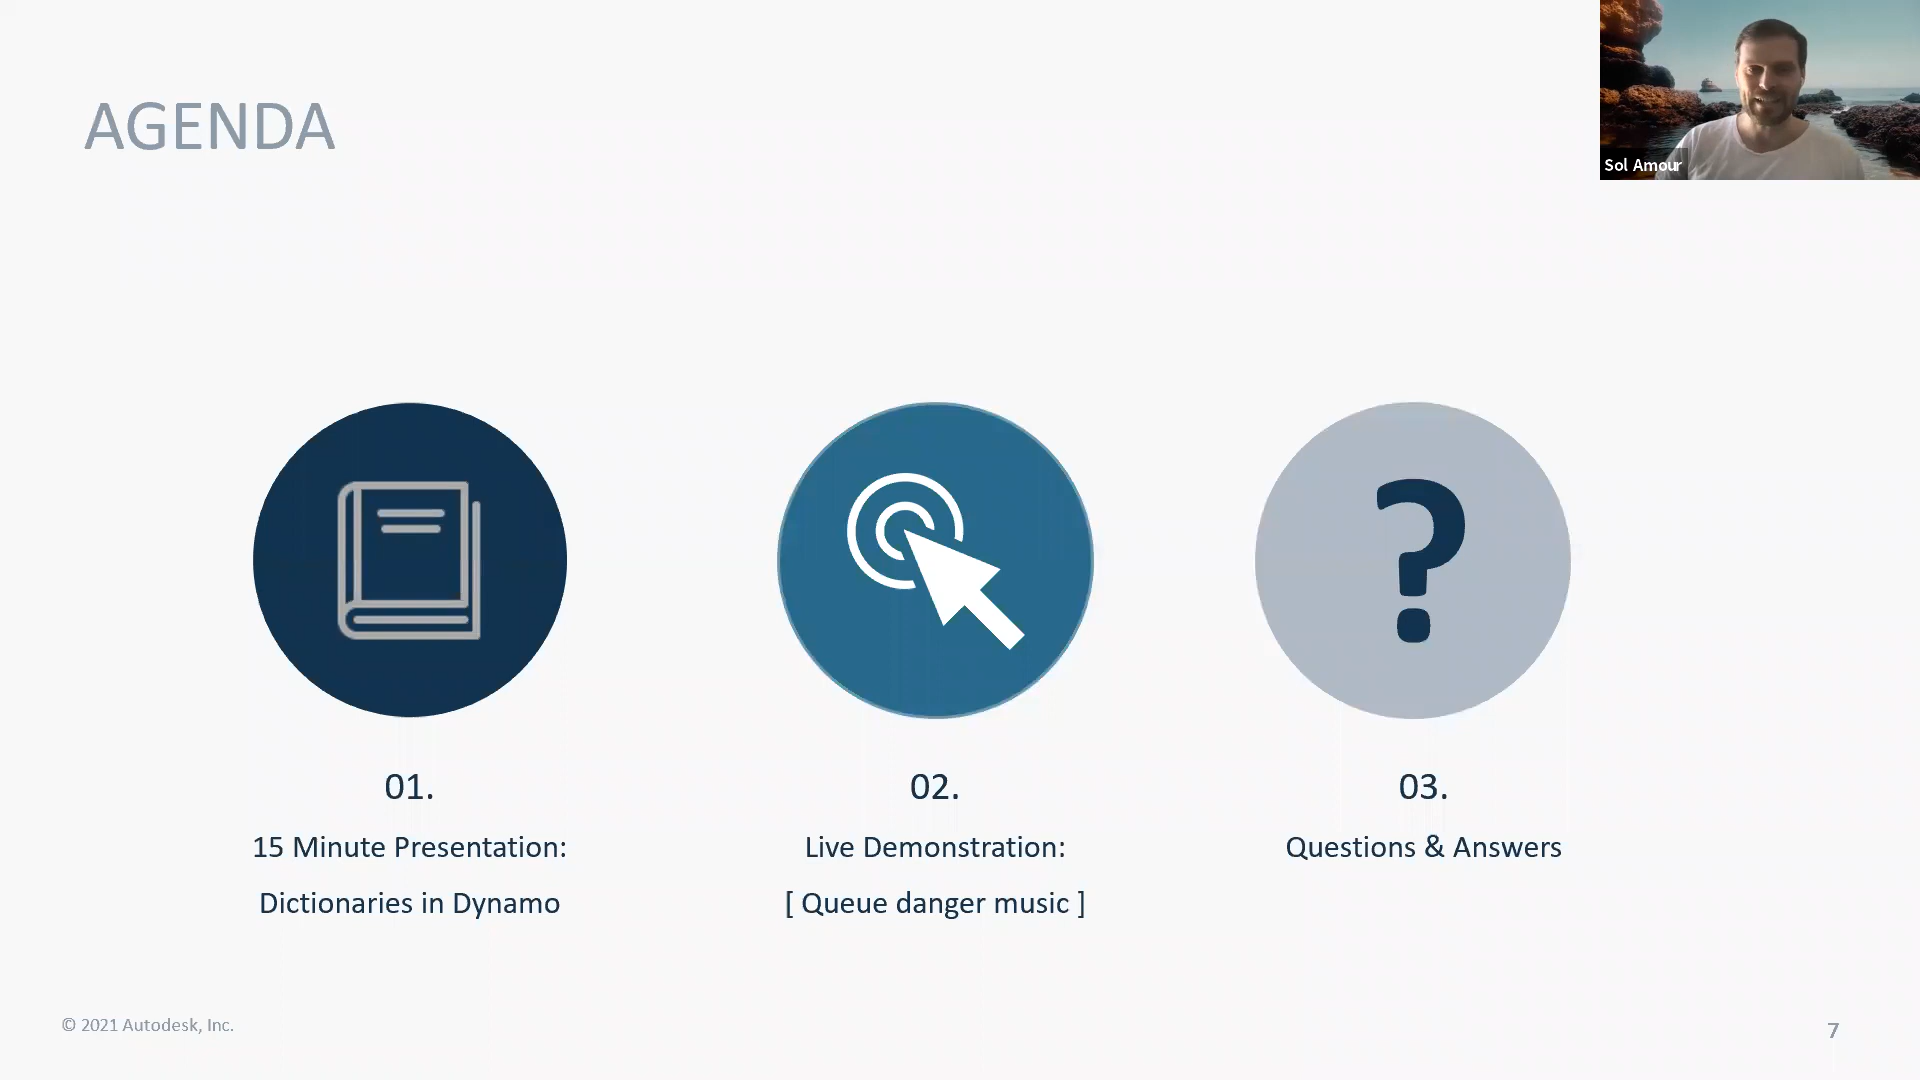 AGENDA
Sol Amour
?
01.
15 Minute Presentation:
Dictionaries in Dynamo
02.
Live Demonstration:
[ Queue danger music ]
03.
Questions & Answers
© 2021 Autodesk, Inc.
7